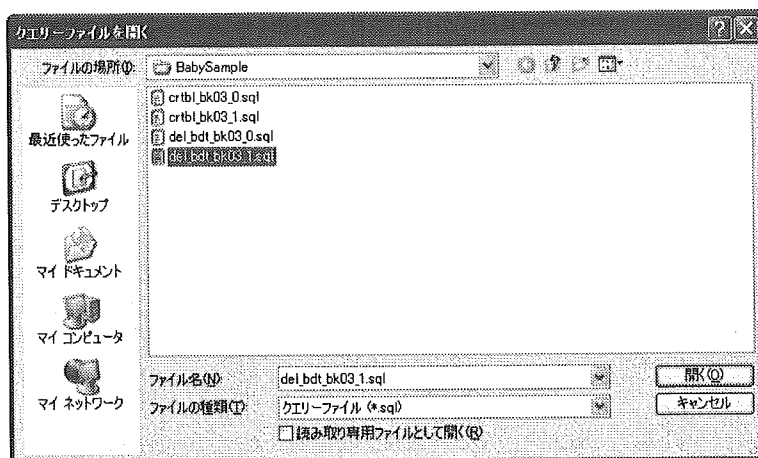 クエリーファイルを開く
ファイルの場所(I):
BabySample
crtbl_bk03_0.sql
crtbl_bk03_1.sql
del_bdt_bk03_0.sql
del_bdt_bk03_1.sql
最近使ったファイル
デスクトップ
マイ ドキュメント
マイ コンピュータ
マイ ネットワーク
ファイル名(N):
del_bdt_bk03_1.sql
開く(O)
ファイルの種類(T):
クエリーファイル (*.sql)
キャンセル
読み取り専用ファイルとして開く(R)